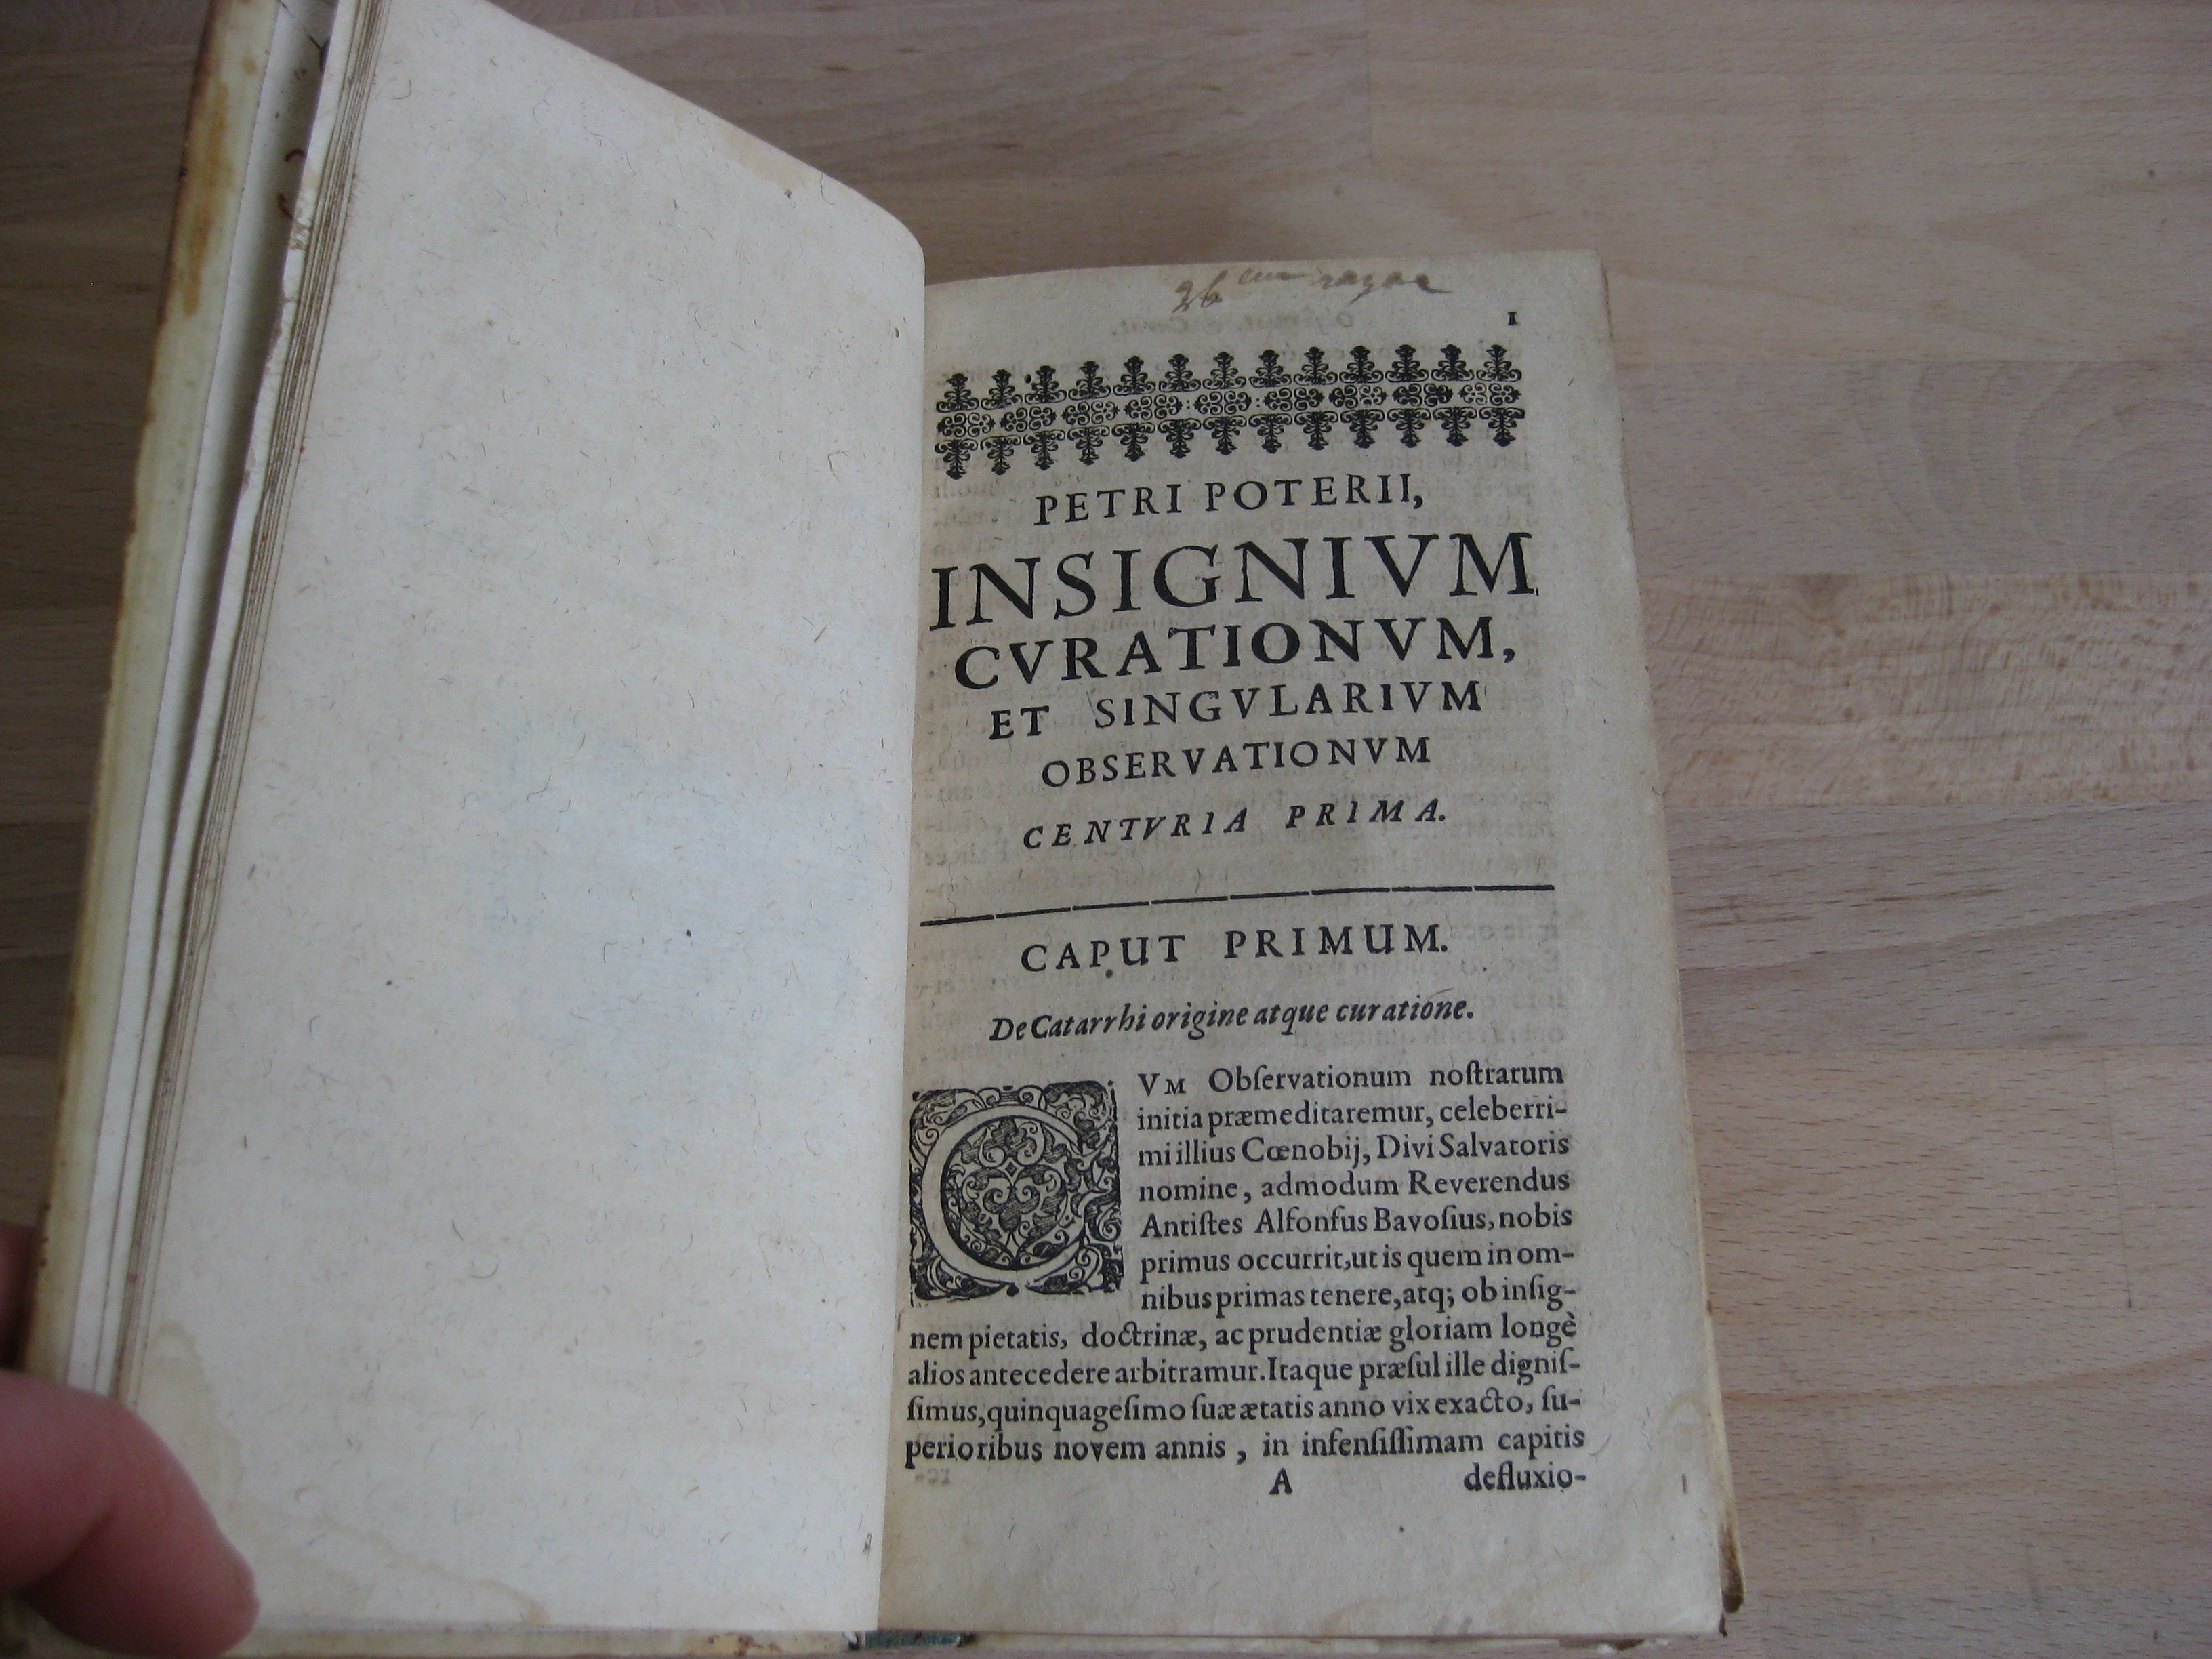 1
PETRI POTERII,
INSIGNIVM
CVRATIONVM,
ET SINGVLARIVM
OBSERVATIONVM
CENTVRIA PRIMA.
CAPUT PRIMUM.
De Catarrhi origine atque curatione.
CVM Obſervationum noſtrarum
initia præmeditaremur, celeberri-
mi illius Cœnobij, Divi Salvatoris
nomine, admodum Reverendus
Antiſtes Alfonſus Bavoſius, nobis
primus occurrit, ut is quem in om-
nibus primas tenere, atq; ob inſig-
nem pietatis, doctrinæ, ac prudentiæ gloriam longè
alios antecedere arbitramur. Itaque præſul ille digniſ-
ſimus, quinquageſimo ſuæ ætatis anno vix exacto, ſu-
perioribus novem annis, in infenſiſſimam capitis
A defluxio-